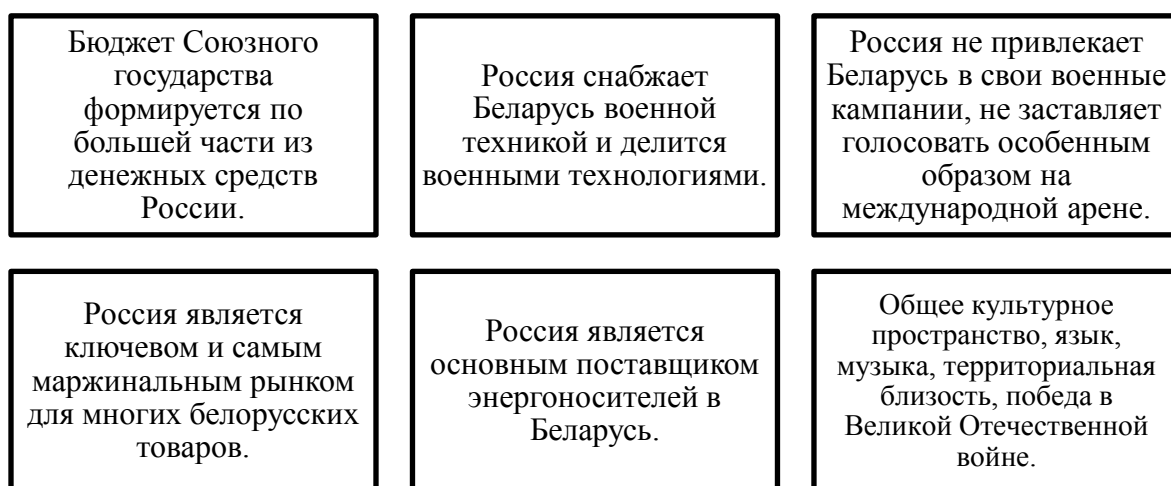 Бюджет Союзного
государства
формируется по
большей части из
денежных средств
России.
Россия снабжает
Беларусь военной
техникой и делится
военными технологиями.
Россия не привлекает
Беларусь в свои военные
кампании, не заставляет
голосовать особенным
образом на
международной арене.
Россия является
ключевом и самым
маржинальным рынком
для многих белорусских
товаров.
Россия является
основным поставщиком
энергоносителей в
Беларусь.
Общее культурное
пространство, язык,
музыка, территориальная
близость, победа в
Великой Отечественной
войне.